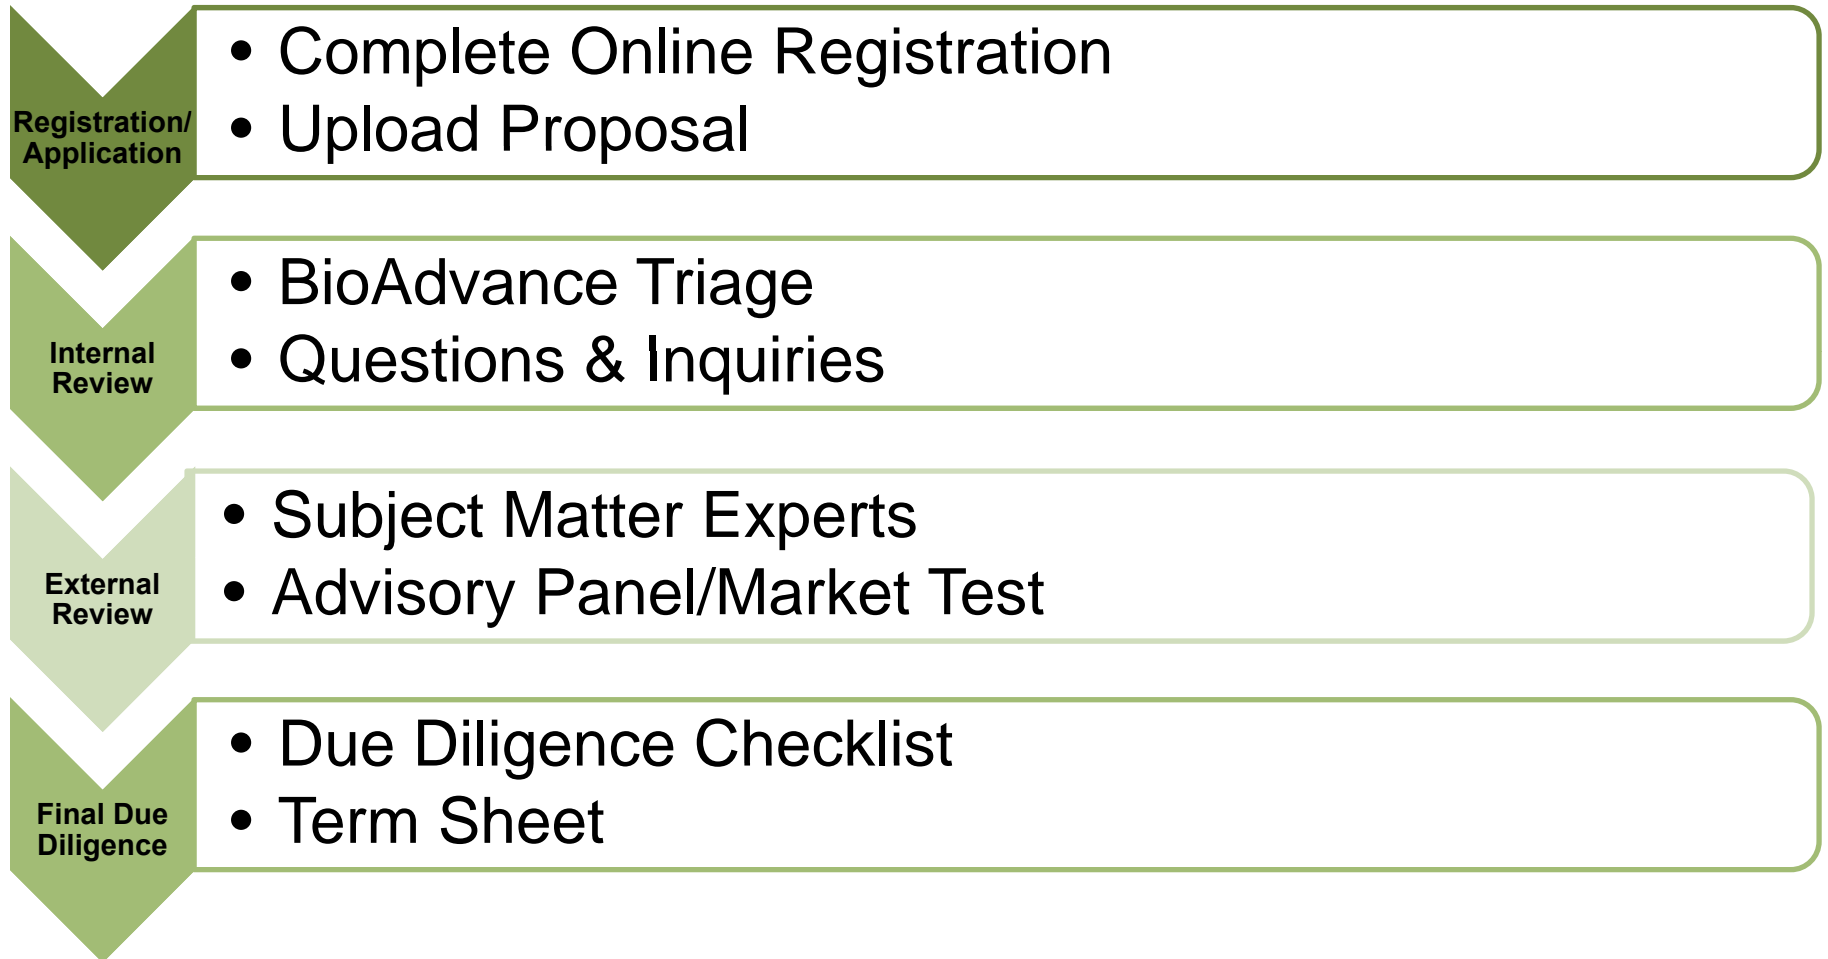 Registration/
Application
• Complete Online Registration
• Upload Proposal
Internal
Review
• BioAdvance Triage
• Questions & Inquiries
External
Review
• Subject Matter Experts
• Advisory Panel/Market Test
Final Due
Diligence
• Due Diligence Checklist
• Term Sheet